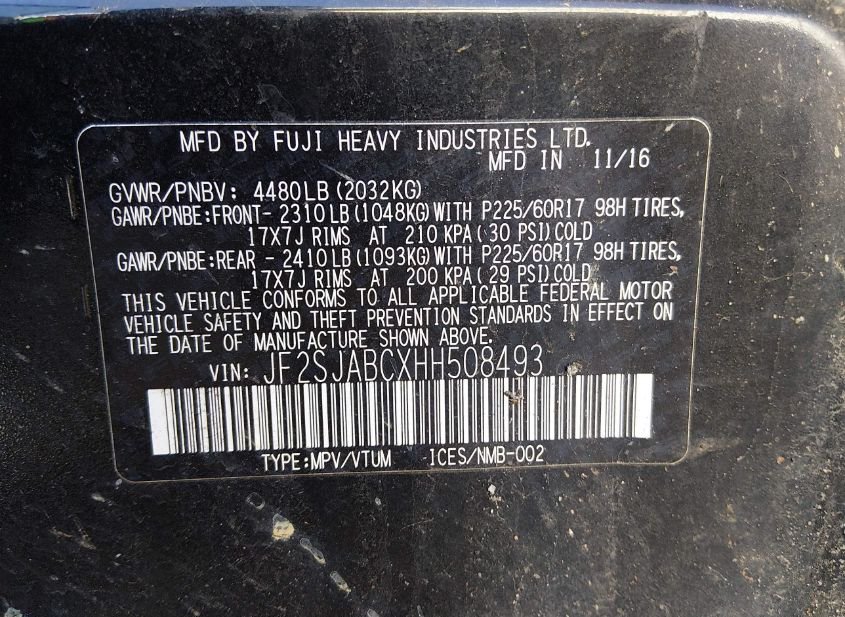 MFD BY FUJI HEAVY INDUSTRIES LTD.
MFD IN 11/16
GVWR/PNBV: 4480LB (2032KG)
GAWR/PNBE:FRONT- 2310LB (1048KG) WITH P225/60R17 98H TIRES,
17X7J RIMS AT 210 KPA ( 30 PSI) COLD
GAWR/PNBE:REAR - 2410LB (1093KG) WITH P225/60R17 98H TIRES,
17X7J RIMS AT 200 KPA ( 29 PSI) COLD
THIS VEHICLE CONFORMS TO ALL APPLICABLE FEDERAL MOTOR
VEHICLE SAFETY AND THEFT PREVENTION STANDARDS IN EFFECT ON
THE DATE OF MANUFACTURE SHOWN ABOVE.
VIN: JF2SJABCXHH508493
TYPE:MPV/VTUM ICES/NMB-002